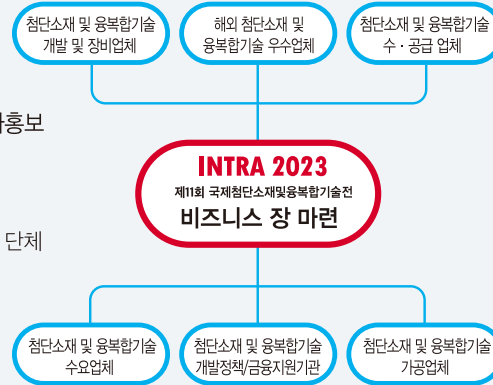 첨단소재 및 융복합기술
개발 및 장비업체
해외 첨단소재 및
융복합기술 우수업체
첨단소재 및 융복합기술
수 · 공급 업체
홍보
INTRA 2023
제11회 국제첨단소재및융복합기술전
비즈니스 장 마련
단체
첨단소재 및 융복합기술
수요업체
첨단소재 및 융복합기술
개발정책/금융지원기관
첨단소재 및 융복합기술
가공업체